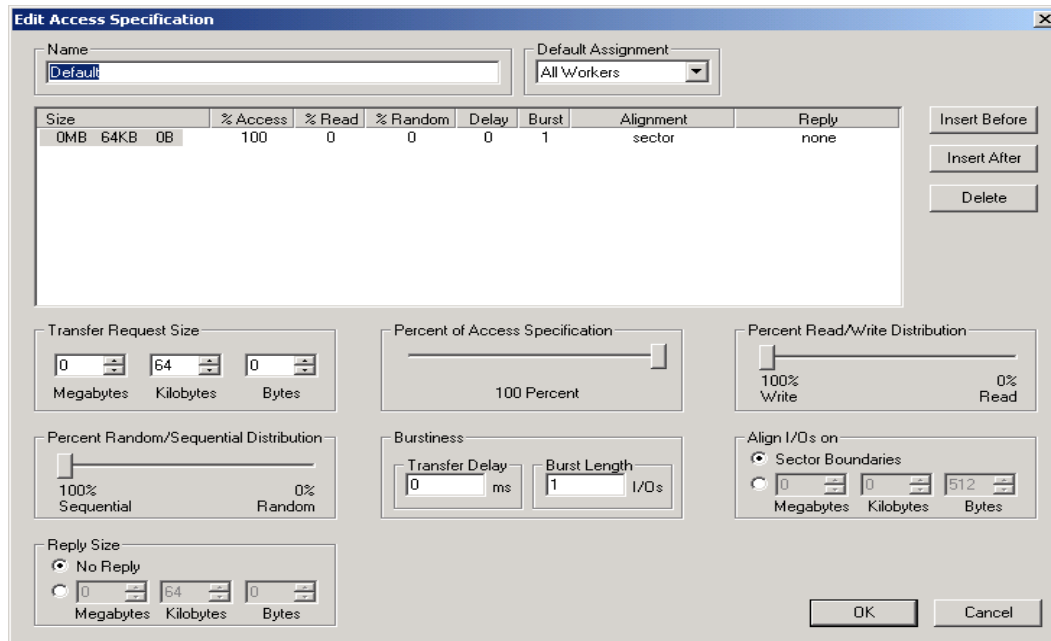 Edit Access Specification
Name
Default Assignment
Default
All Workers
Size % Access % Read % Random Delay Burst Alignment Reply
0MB 64KB 0B 100 0 0 0 1 sector none
Insert Before
Insert After
Delete
Transfer Request Size
0 64 0
Megabytes Kilobytes Bytes
Percent of Access Specification
100 Percent
Percent Read/Write Distribution
100% 0%
Write Read
Percent Random/Sequential Distribution
100% 0%
Sequential Random
Burstiness
Transfer Delay Burst Length
0 ms 1 I/Os
Align I/Os on
Sector Boundaries
0 0 512
Megabytes Kilobytes Bytes
Reply Size
No Reply
0 64 0
Megabytes Kilobytes Bytes
OK Cancel